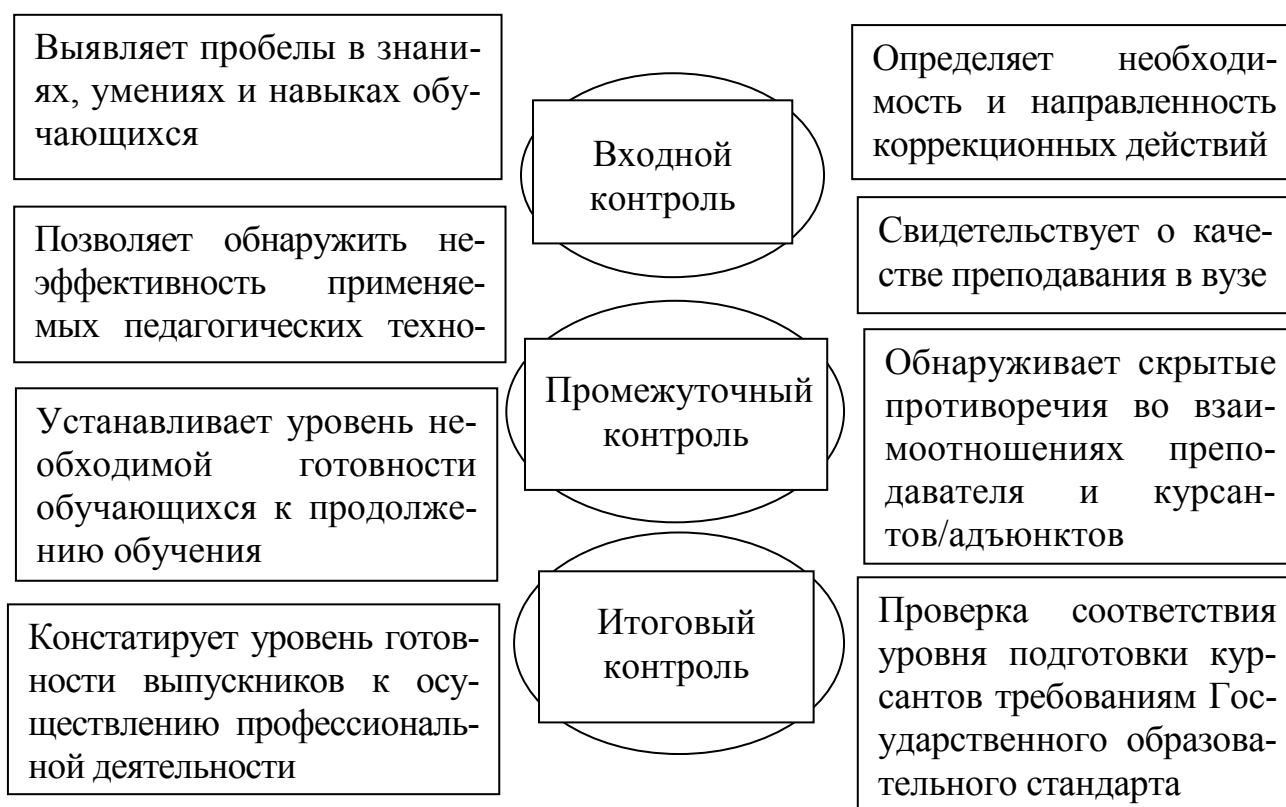 Выявляет пробелы в знани-
ях, умениях и навыках обу-
чающихся
Позволяет обнаружить не-
эффективность применяе-
мых педагогических техно-
Устанавливает уровень не-
обходимой готовности
обучающихся к продолже-
нию обучения
Констатирует уровень готов-
ности выпускников к осу-
ществлению профессиональ-
ной деятельности
Входной
контроль
Промежуточный
контроль
Итоговый
контроль
Определяет необходи-
мость и направленность
коррекционных действий
Свидетельствует о каче-
стве преподавания в вузе
Обнаруживает скрытые
противоречия во взаи-
моотношениях препо-
давателя и курсан-
тов/адъюнктов
Проверка соответствия
уровня подготовки кур-
сантов требованиям Гос-
ударственного образова-
тельного стандарта